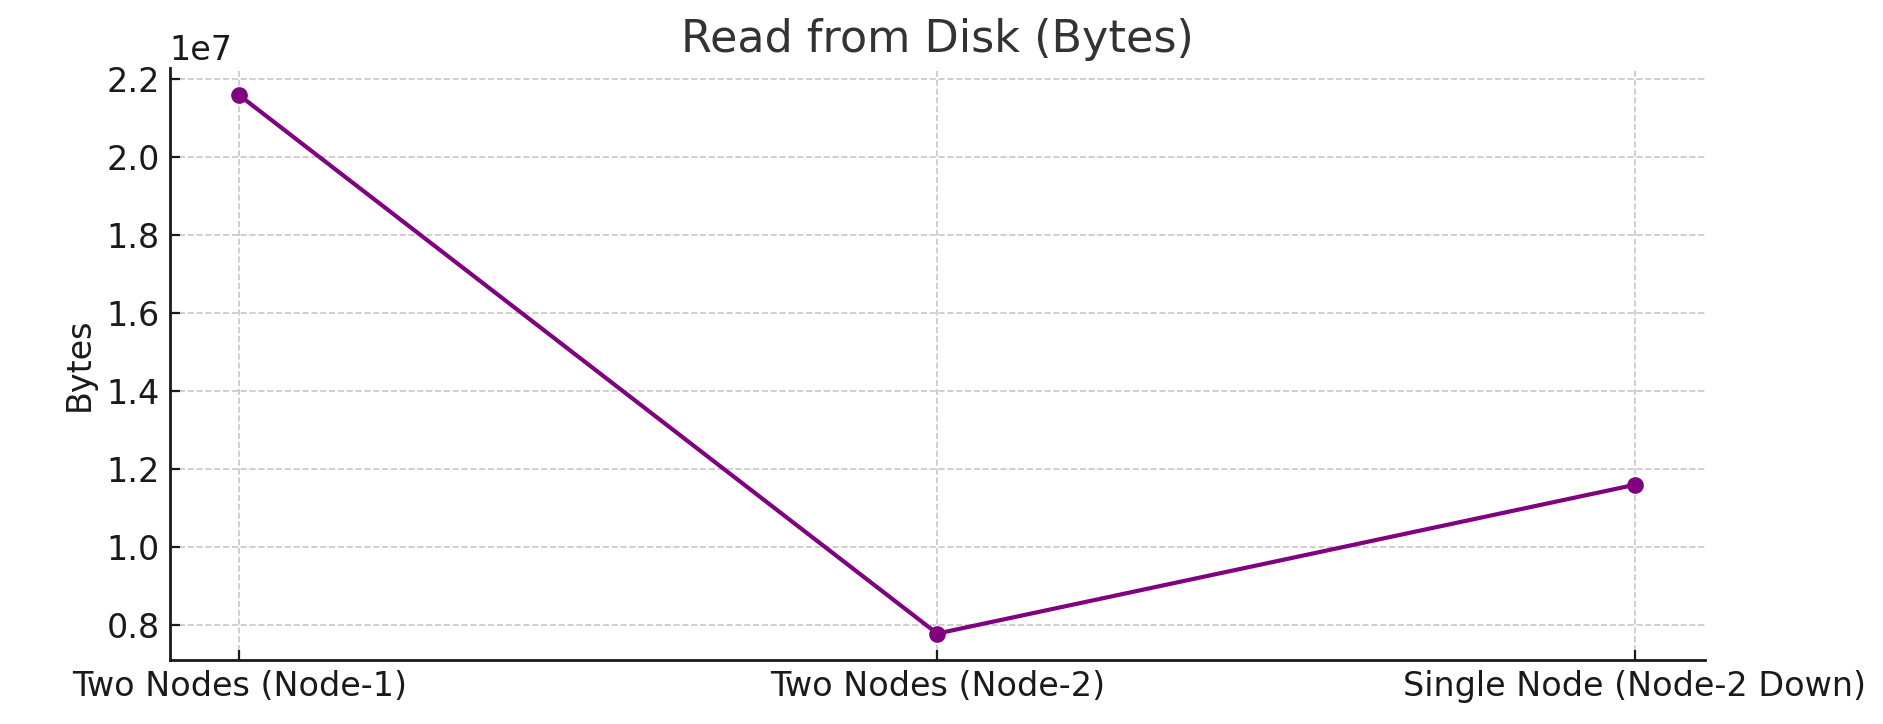 Read from Disk (Bytes)
1e7
2.2
2.0
1.8
1.6
1.4
1.2
1.0
0.8
Bytes
Two Nodes (Node-1)
Two Nodes (Node-2)
Single Node (Node-2 Down)